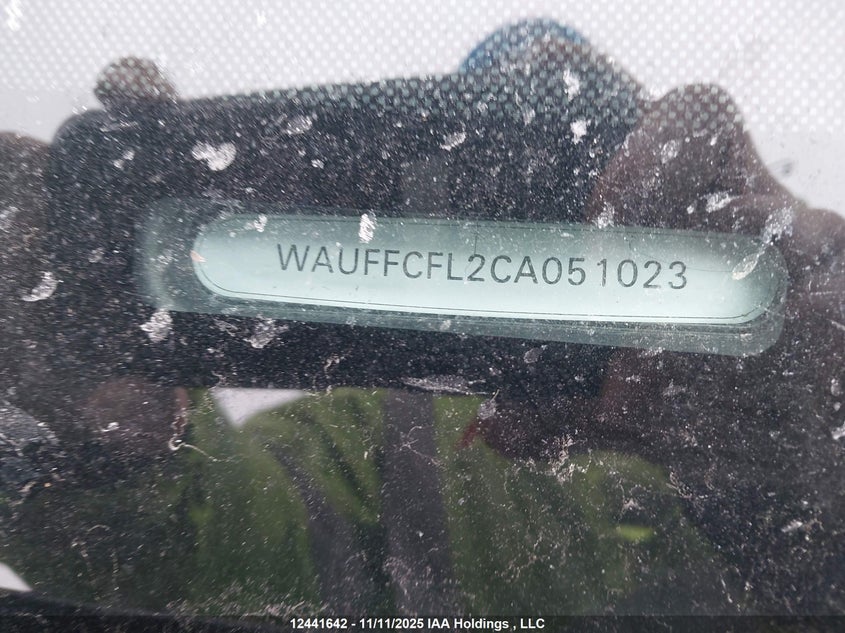 WAUFFCFL2CA051023
12441642 - 11/11/2025 IAA Holdings , LLC